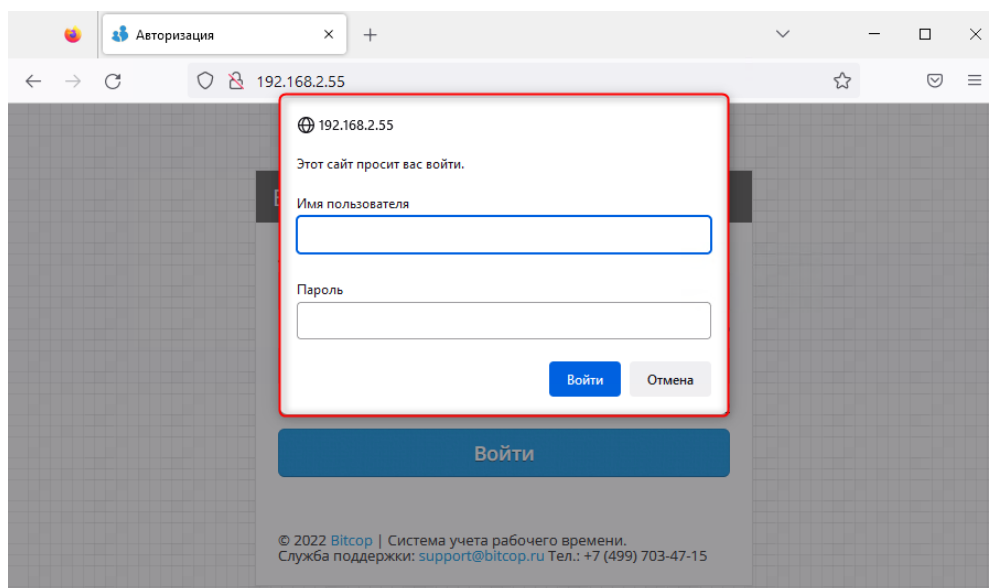 Авторизация
192.168.2.55
192.168.2.55
Этот сайт просит вас войти.
Имя пользователя
Пароль
Войти
Отмена
Войти
© 2022 Bitcop | Система учета рабочего времени.
Служба поддержки: support@bitcop.ru Тел.: +7 (499) 703-47-15